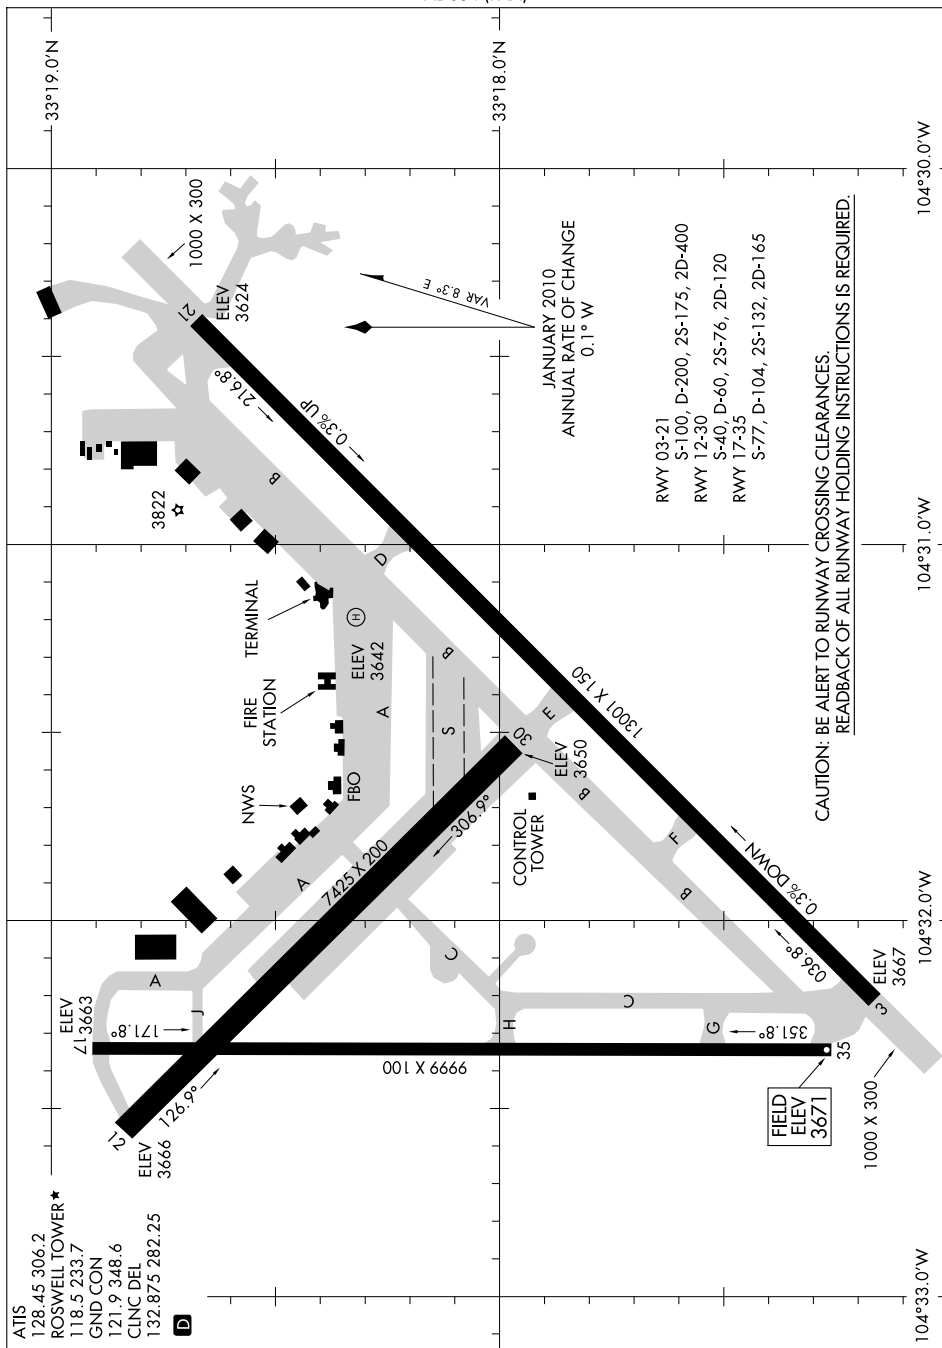 ATIS
128.45 306.2
ROSWELL TOWER★
118.5 233.7
GND CON
121.9 348.6
CLNC DEL
132.875 282.25
D
33°19.0'N
33°18.0'N
104°30.0'W
104°31.0'W
104°32.0'W
104°33.0'W
1000 X 300
21
ELEV
3624
216.8°
0.3% UP
VAR 8.3° E
JANUARY 2010
ANNUAL RATE OF CHANGE
0.1° W
RWY 03-21
S-100, D-200, 2S-175, 2D-400
RWY 12-30
S-40, D-60, 2S-76, 2D-120
RWY 17-35
S-77, D-104, 2S-132, 2D-165
CAUTION: BE ALERT TO RUNWAY CROSSING CLEARANCES.
READBACK OF ALL RUNWAY HOLDING INSTRUCTIONS IS REQUIRED.
3822
B
D
TERMINAL
H
ELEV
3642
FIRE
STATION
A
B
S
NWS
FBO
30
ELEV
3650
E
13001 X 150
CONTROL
TOWER
306.9°
7425 X 200
A
B
F
B
0.3% DOWN
036.8°
ELEV
3667
3
A
C
C
H
G
J
ELEV
3663
17
171.8°
351.8°
9999 X 100
35
FIELD
ELEV
3671
1000 X 300
126.9°
12
ELEV
3666